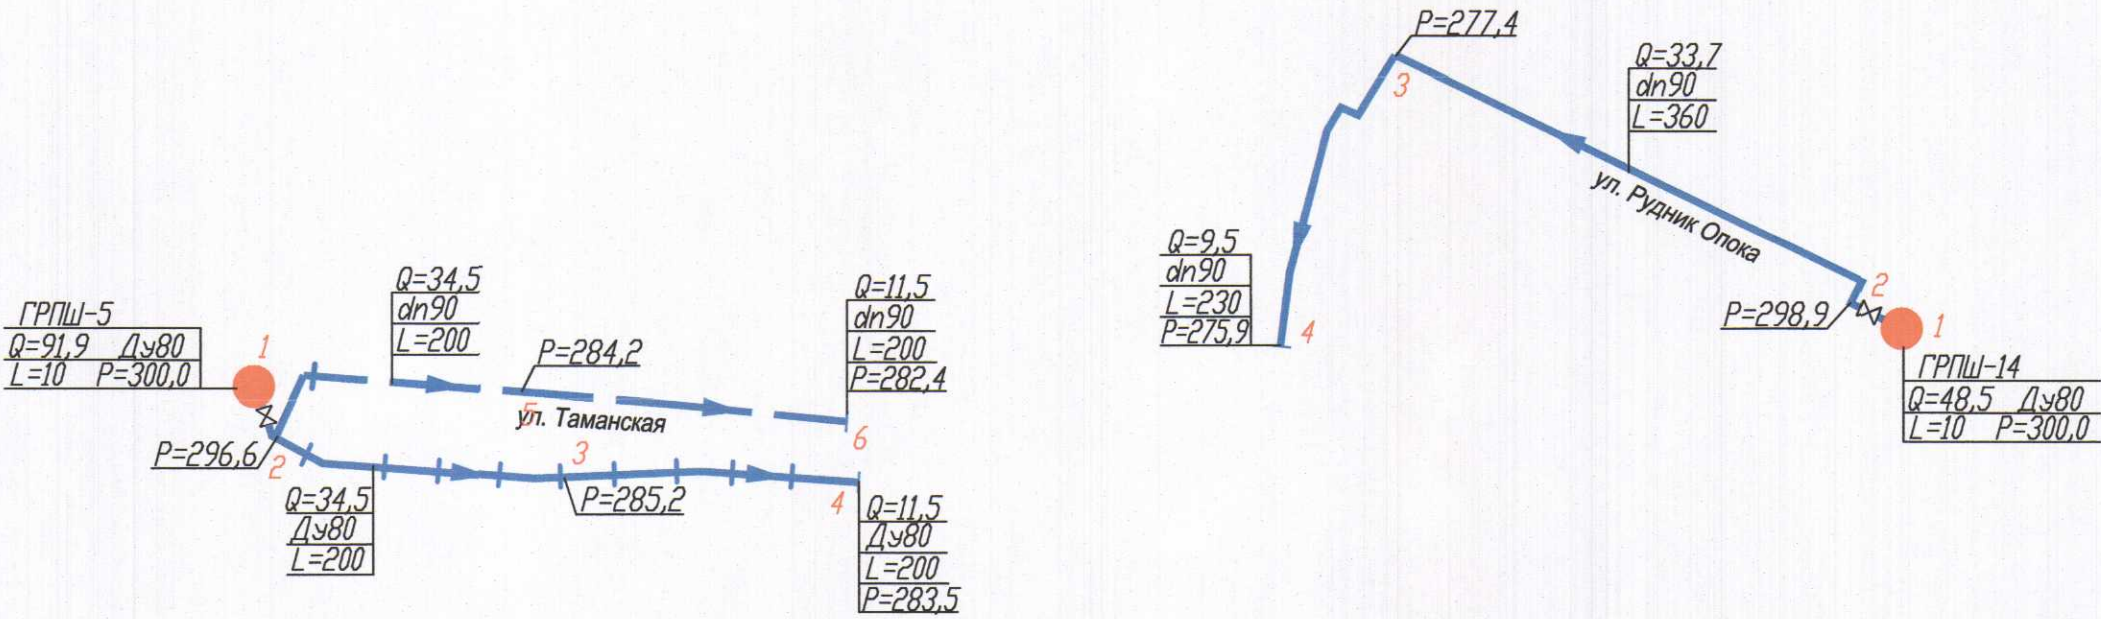 ГРПШ-5
Q=91,9 Ду80
L=10 P=300,0
1
P=296,6
2
Q=34,5
dn90
L=200
P=284,2
5
ул. Таманская
Q=11,5
dn90
L=200
P=282,4
6
3
P=285,2
Q=34,5
Ду80
L=200
4
Q=11,5
Ду80
L=200
P=283,5
P=277,4
3
Q=33,7
dn90
L=360
ул. Рудник Опока
Q=9,5
dn90
L=230
P=275,9
4
2
P=298,9
1
ГРПШ-14
Q=48,5 Ду80
L=10 P=300,0